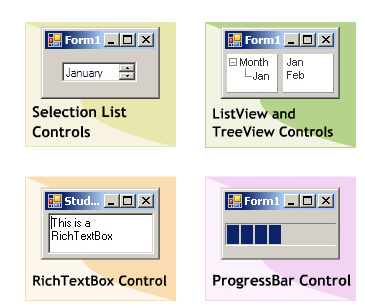 Form1
January
Selection List
Controls
Form1
Month
Jan
Jan
Feb
ListView and
TreeView Controls
Stud...
This is a
RichTextBox
RichTextBox Control
Form1
ProgressBar Control